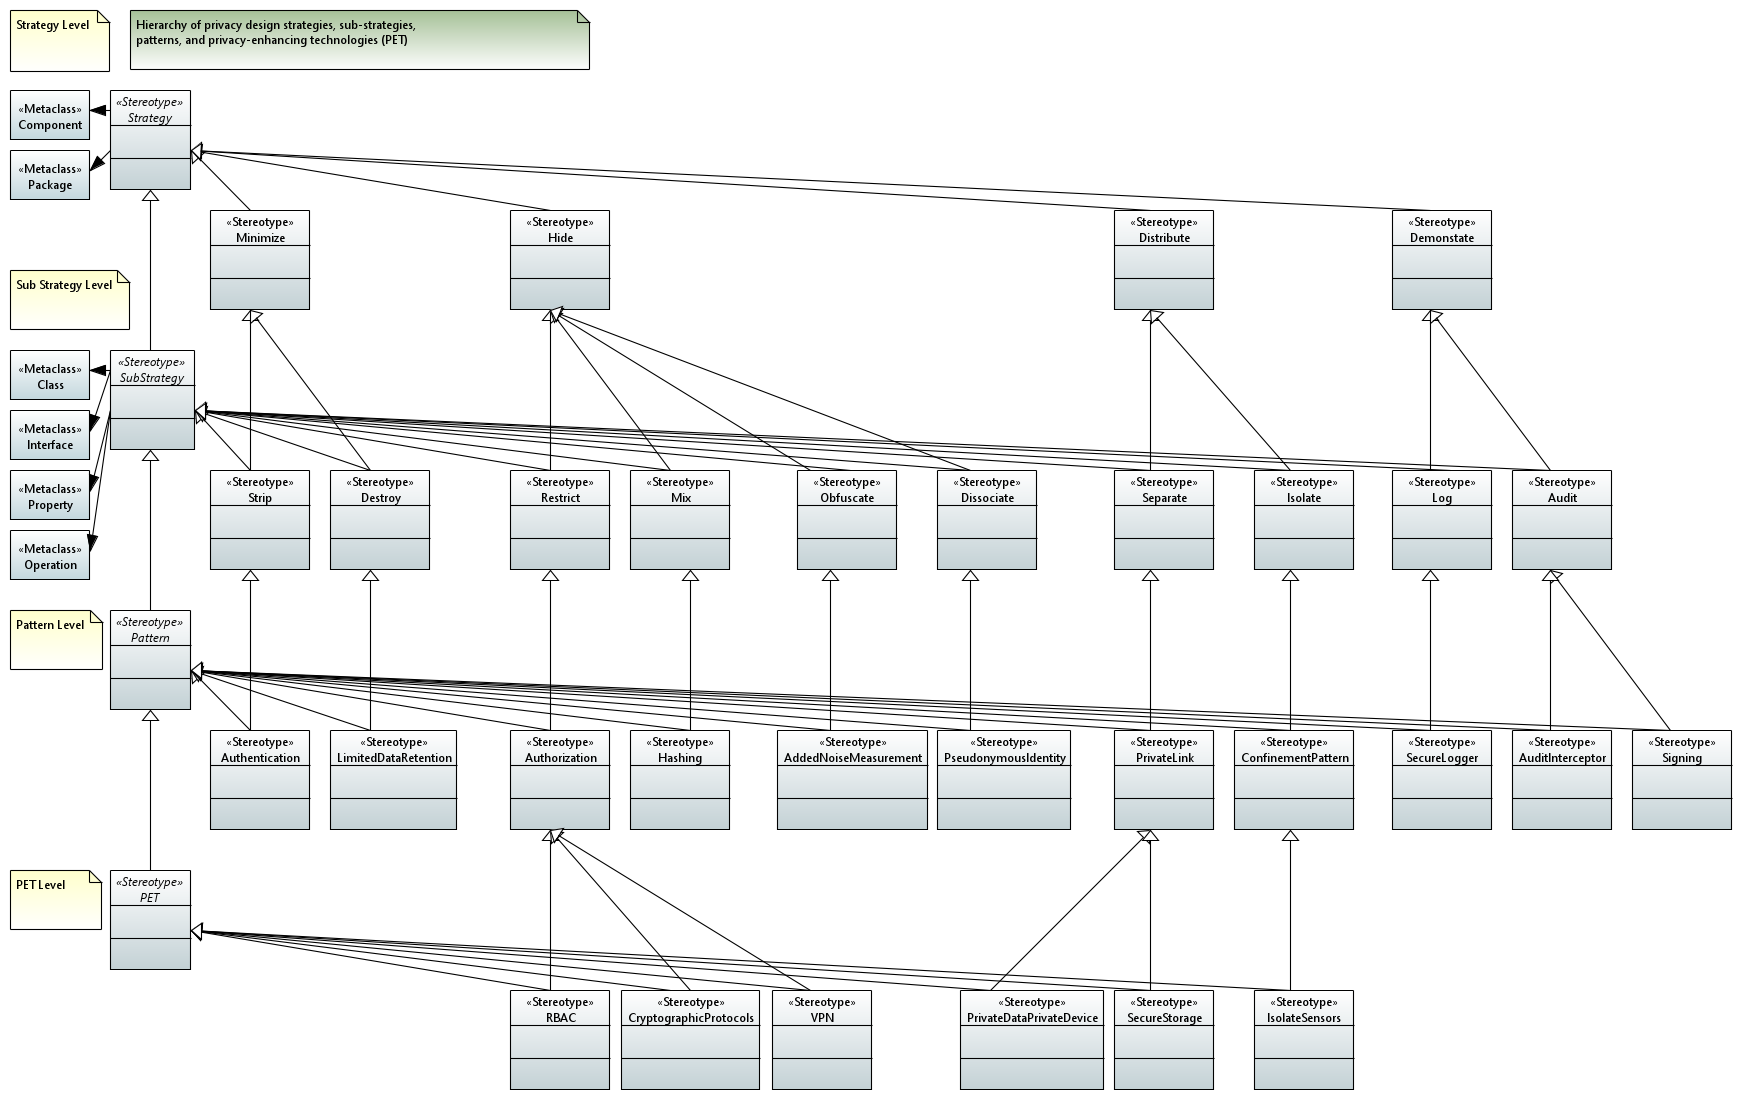 Strategy Level
Hierarchy of privacy design strategies, sub-strategies,
patterns, and privacy-enhancing technologies (PET)
«Metaclass»
Component
«Stereotype»
Strategy
«Metaclass»
Package
«Stereotype»
Minimize
«Stereotype»
Hide
«Stereotype»
Distribute
«Stereotype»
Demonstate
Sub Strategy Level
«Metaclass»
Class
«Stereotype»
SubStrategy
«Metaclass»
Interface
«Metaclass»
Property
«Metaclass»
Operation
«Stereotype»
Strip
«Stereotype»
Destroy
«Stereotype»
Restrict
«Stereotype»
Mix
«Stereotype»
Obfuscate
«Stereotype»
Dissociate
«Stereotype»
Separate
«Stereotype»
Isolate
«Stereotype»
Log
«Stereotype»
Audit
Pattern Level
«Stereotype»
Pattern
«Stereotype»
Authentication
«Stereotype»
LimitedDataRetention
«Stereotype»
Authorization
«Stereotype»
Hashing
«Stereotype»
AddedNoiseMeasurement
«Stereotype»
PseudonymousIdentity
«Stereotype»
PrivateLink
«Stereotype»
ConfinementPattern
«Stereotype»
SecureLogger
«Stereotype»
AuditInterceptor
«Stereotype»
Signing
PET Level
«Stereotype»
PET
«Stereotype»
RBAC
«Stereotype»
CryptographicProtocols
«Stereotype»
VPN
«Stereotype»
PrivateDataPrivateDevice
«Stereotype»
SecureStorage
«Stereotype»
IsolateSensors